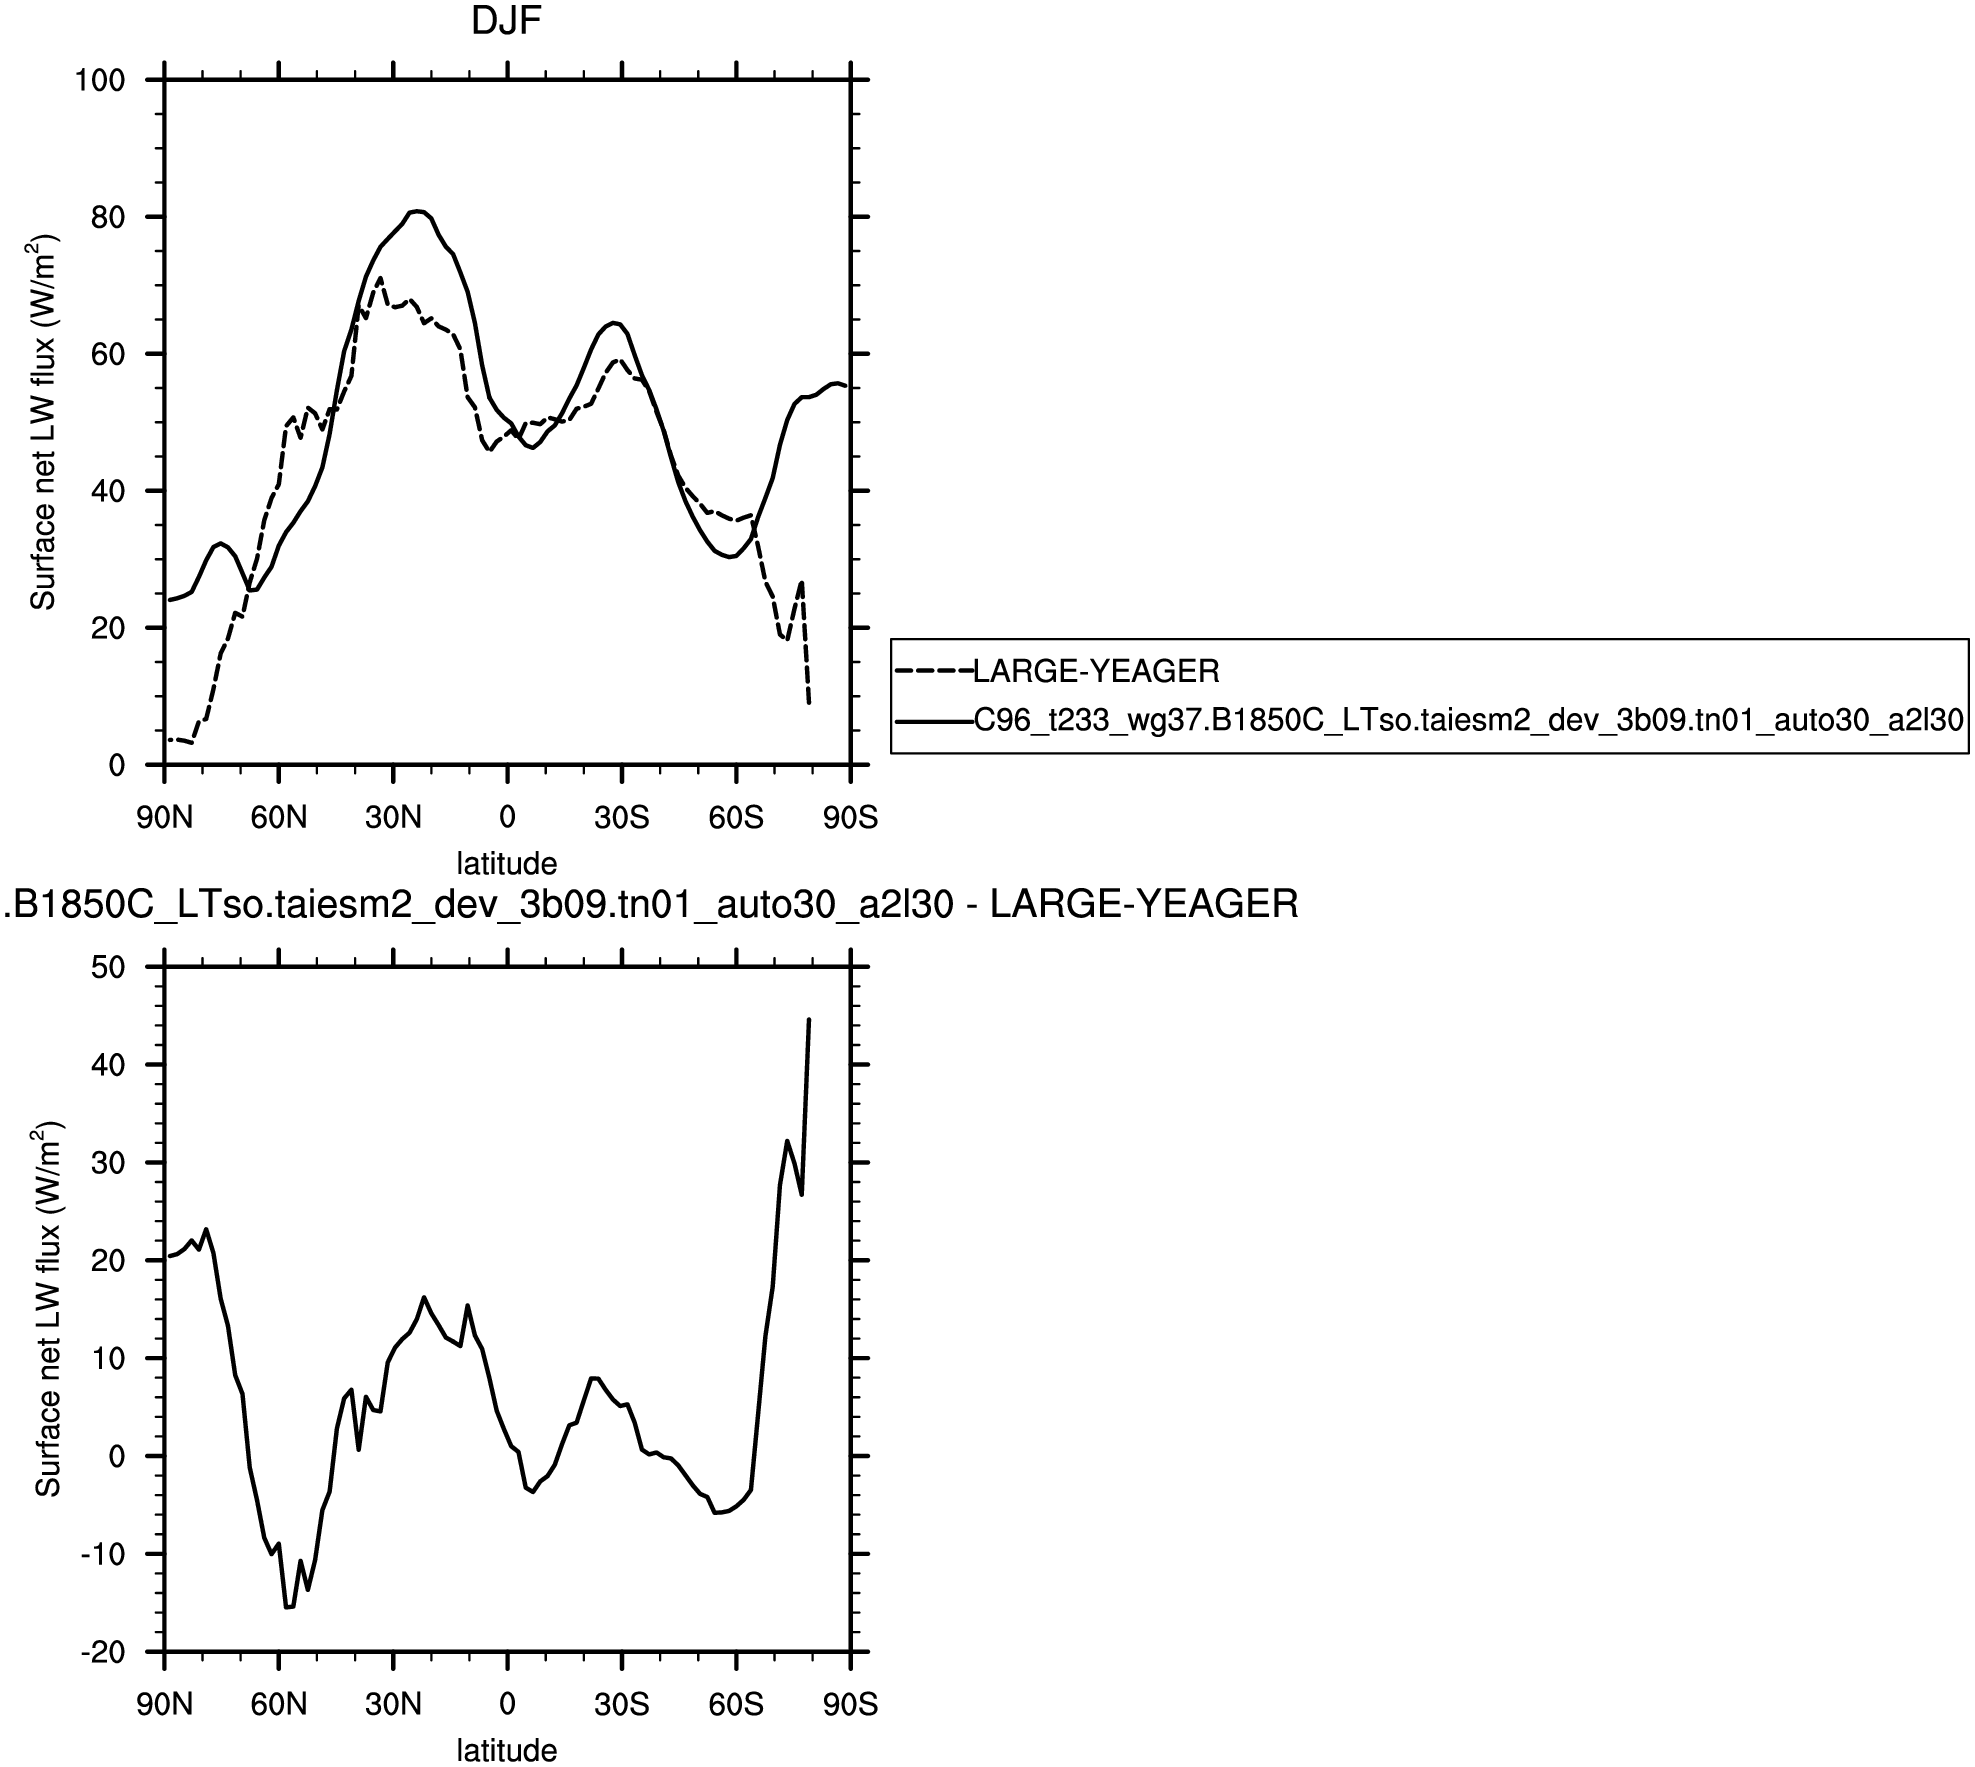 DJF
Surface net LW flux (W/m²)
100
80
60
40
20
0
90N 60N 30N 0 30S 60S 90S
latitude
LARGE-YEAGER
C96_t233_wg37.B1850C_LTso.taiesm2_dev_3b09.tn01_auto30_a2l30
.B1850C_LTso.taiesm2_dev_3b09.tn01_auto30_a2l30 - LARGE-YEAGER
Surface net LW flux (W/m²)
50
40
30
20
10
0
-10
-20
90N 60N 30N 0 30S 60S 90S
latitude